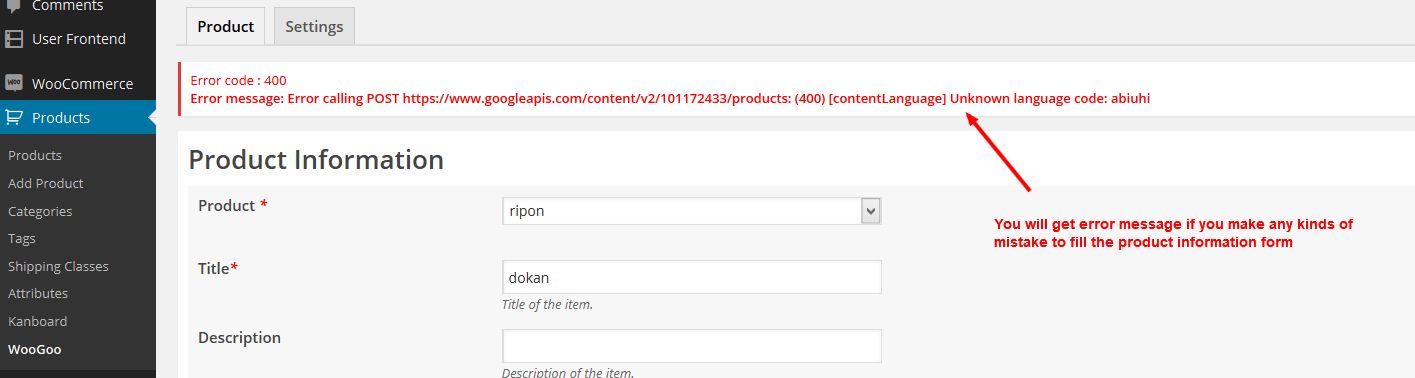 Comments
User Frontend
WooCommerce
Products
Products
Add Product
Categories
Tags
Shipping Classes
Attributes
Kanboard
WooGoo
Product Settings
Error code : 400
Error message: Error calling POST https://www.googleapis.com/content/v2/101172433/products: (400) [contentLanguage] Unknown language code: abiuhi
Product Information
Product *
ripon
Title*
dokan
Title of the item.
Description
Description of the item.
You will get error message if you make any kinds of
mistake to fill the product information form